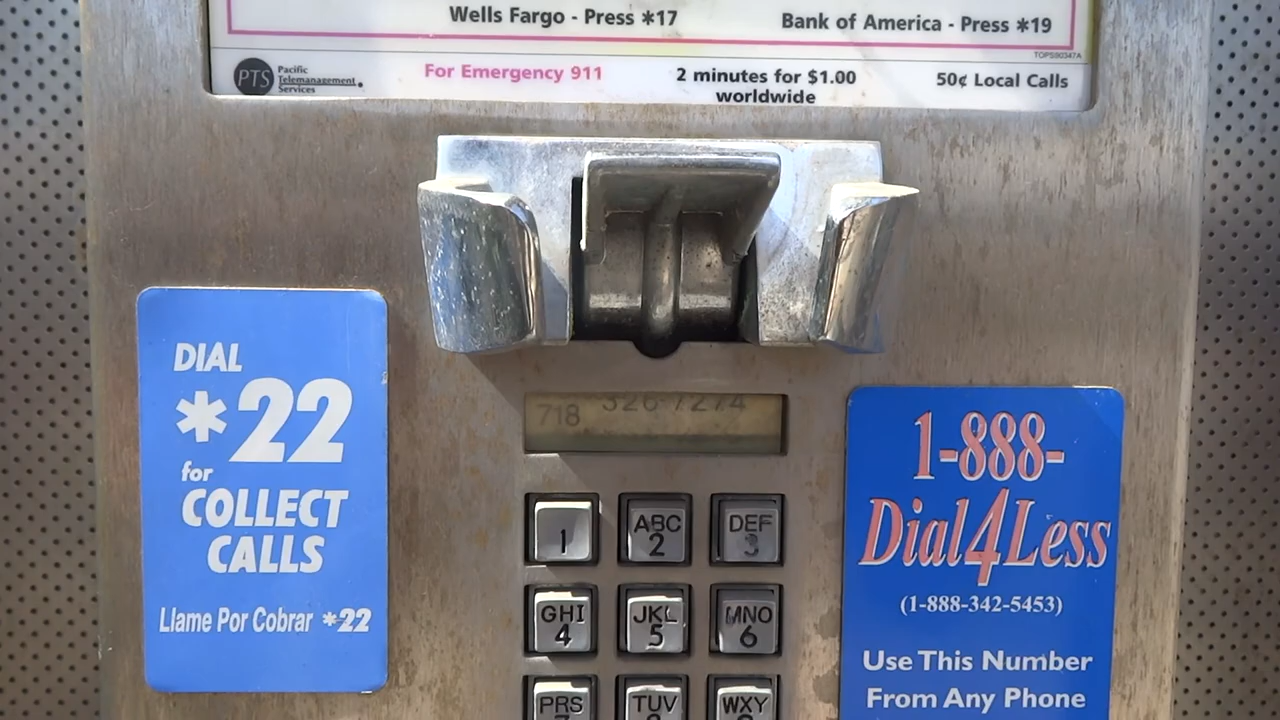 Wells Fargo - Press *17
Bank of America - Press *19
TOPS90347A
PTS
Pacific
Telemanagement
Services
For Emergency 911
2 minutes for $1.00
worldwide
50¢ Local Calls
DIAL
*22
for
COLLECT
CALLS
Llame Por Cobrar *22
718 326-7274
1-888-
Dial4Less
(1-888-342-5453)
Use This Number
From Any Phone
1
ABC
2
DEF
3
GHI
4
JKL
5
MNO
6
PRS
TUV
WXY